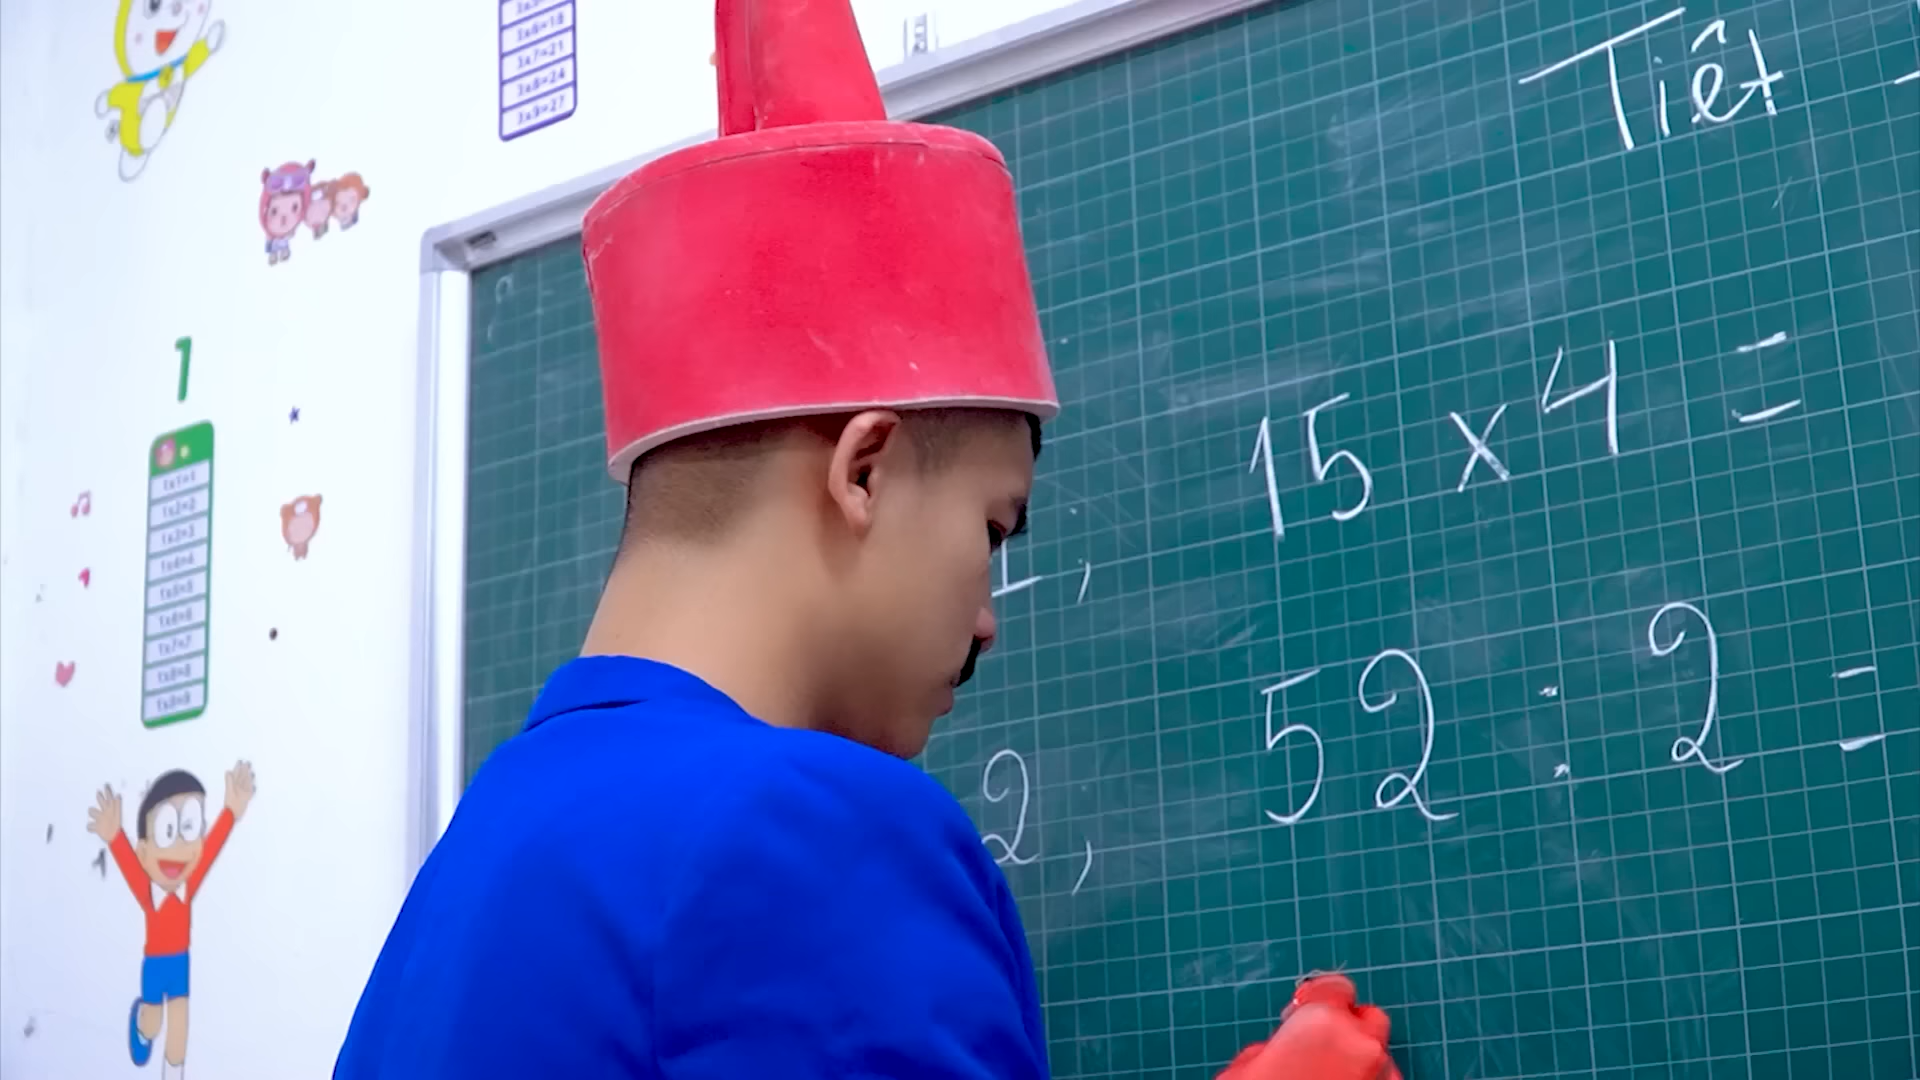 3x6=18
3x7=21
3x8=24
3x9=27
Tiết
1
1x1=1
1x2=2
1x3=3
1x4=4
1x5=5
1x6=6
1x7=7
1x8=8
1x9=9
1, 15 x 4 =
2, 52 : 2 =